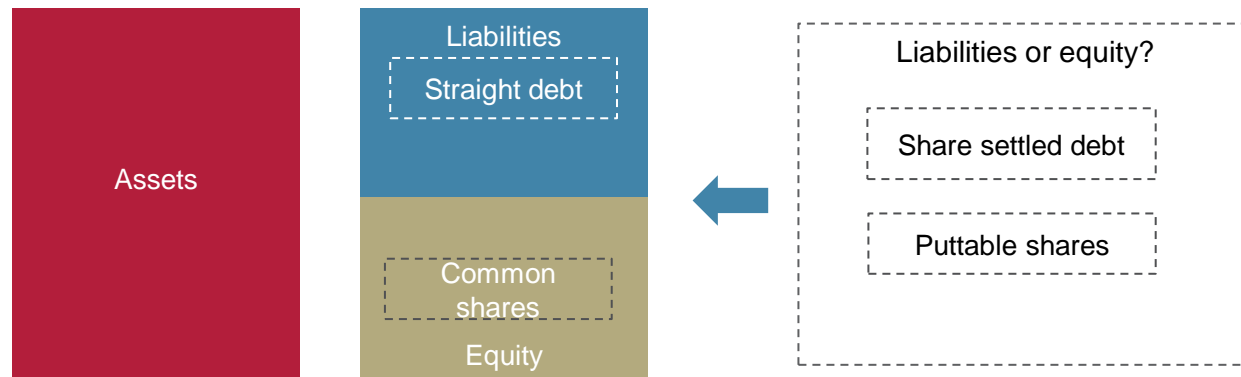 Assets
Liabilities
Straight debt
Common
shares
Equity
Liabilities or equity?
Share settled debt
Puttable shares